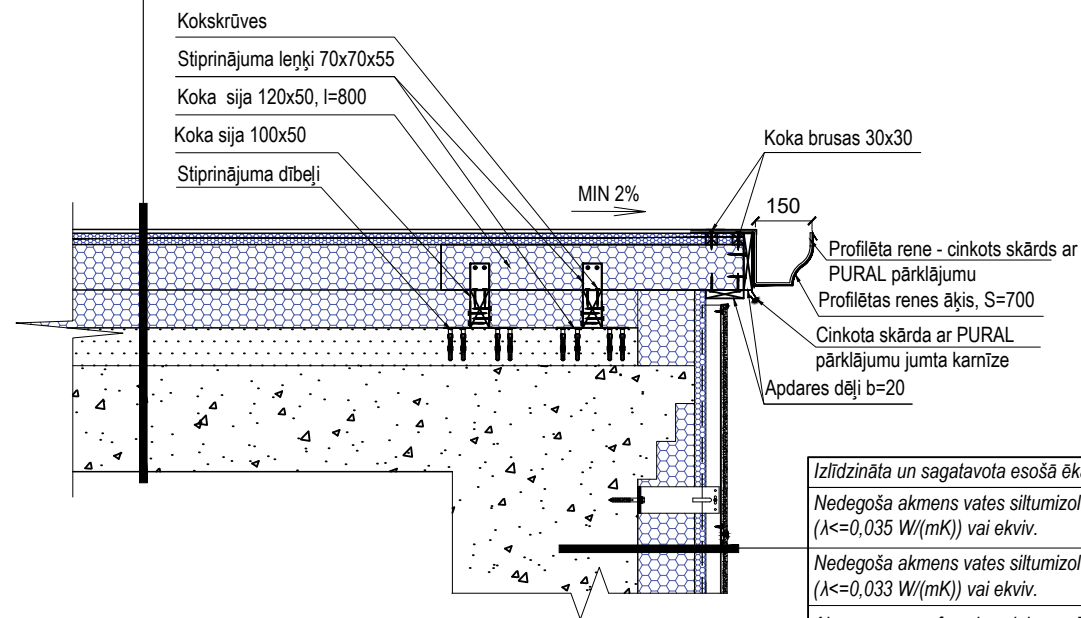 Kokskrūves
Stiprinājuma leņķi 70x70x55
Koka sija 120x50, l=800
Koka sija 100x50
Stiprinājuma dībeļi
MIN 2%
Koka brusas 30x30
150
Profilēta rene - cinkots skārds ar
PURAL pārklājumu
Profilētas renes āķis, S=700
Cinkota skārda ar PURAL
pārklājumu jumta karnīze
Apdares dēļi b=20
Izlīdzināta un sagatavota esošā
Nedegoša akmens vates
(λ<=0,035 W/(mK)) vai ekviv.
Nedegoša akmens vates
(λ<=0,033 W/(mK)) vai ekviv.